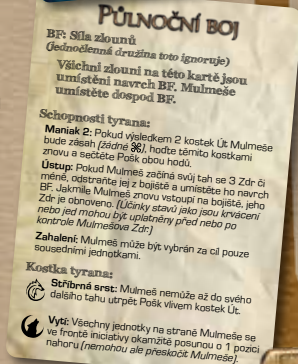 Půlnoční boj
BF: Síla zlounů
(jednočlenná družina toto ignoruje)
Všichni zlouni na této kartě jsou
umístěni navrch BF. Mulmeše
umístěte dospod BF.
Schopnosti tyrana:
Maniak 2: Pokud výsledkem 2 kostek Út Mulmeše
bude zásah (žádné ⌘), hoďte těmito kostkami
znovu a sečtěte Pošk obou hodů.
Ústup: Pokud Mulmeš začíná svůj tah se 3 Zdr či
méně, odstraňte jej z bojiště a umístěte ho navrch
BF. Jakmile Mulmeš znovu vstoupí na bojiště, jeho
Zdr je obnoveno. (Účinky stavů jako jsou krvácení
nebo jed mohou být uplatněny před nebo po
kontrole Mulmešova Zdr.)
Zahalení: Mulmeš může být vybrán za cíl pouze
sousedními jednotkami.
Kostka tyrana:
Stříbrná srst: Mulmeš nemůže až do svého
dalšího tahu utrpět Pošk vlivem kostek Út.
Vytí: Všechny jednotky na straně Mulmeše se
ve frontě iniciativy okamžitě posunou o 1 pozici
nahoru (nemohou ale přeskočit Mulmeše).